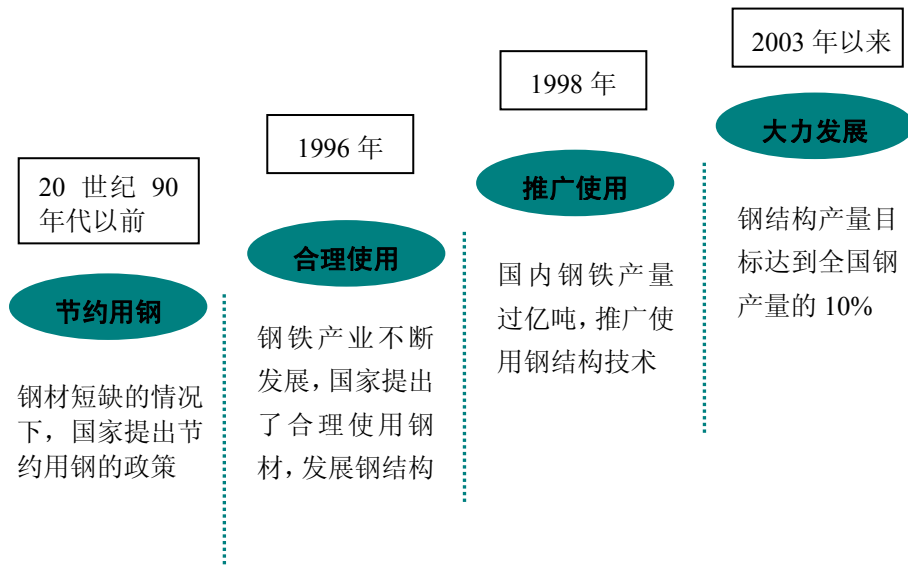 20 世纪 90
年代以前
节约用钢
钢材短缺的情况
下，国家提出节
约用钢的政策
1996 年
合理使用
钢铁产业不断
发展，国家提出
了合理使用钢
材，发展钢结构
1998 年
推广使用
国内钢铁产量
过亿吨，推广使
用钢结构技术
2003 年以来
大力发展
钢结构产量目
标达到全国钢
产量的 10%